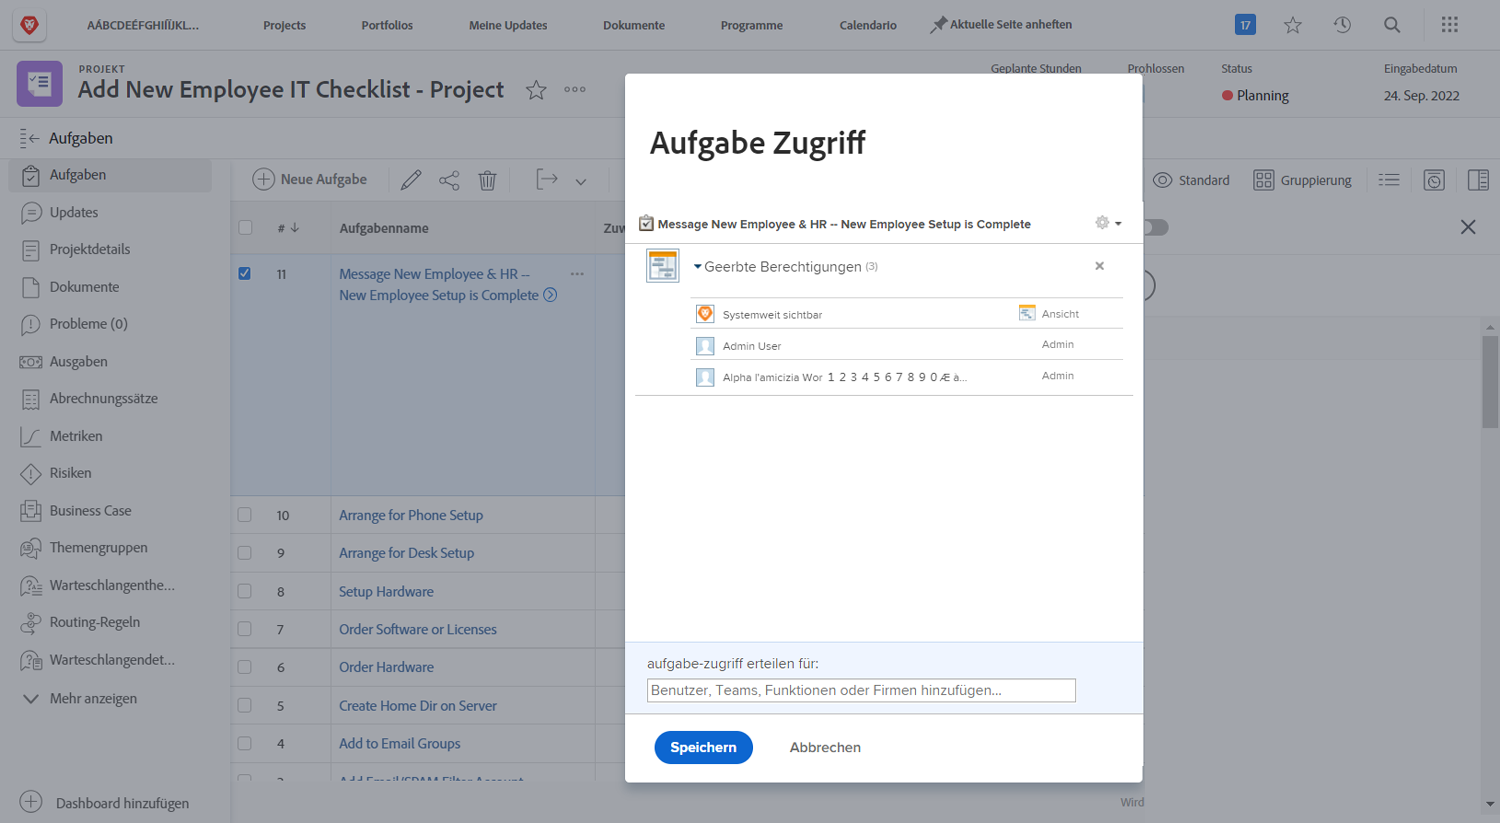 AÁBCDEÉFGHIÍÏJKL...
Projects
Portfolios
Meine Updates
Dokumente
Programme
Calendario
Aktuelle Seite anheften
17
PROJEKT
Add New Employee IT Checklist - Project
Geplante Stunden
Prohlossen
Status
Planning
Eingabedatum
24. Sep. 2022
Aufgaben
Aufgaben
Updates
Projektdetails
Dokumente
Probleme (0)
Ausgaben
Abrechnungssätze
Metriken
Risiken
Business Case
Themengruppen
Warteschlangenthe...
Routing-Regeln
Warteschlangendet...
Mehr anzeigen
Dashboard hinzufügen
Neue Aufgabe
Standard
Gruppierung
#
Aufgabenname
Zuw
11
Message New Employee & HR --
New Employee Setup is Complete
10 Arrange for Phone Setup
9 Arrange for Desk Setup
8 Setup Hardware
7 Order Software or Licenses
6 Order Hardware
5 Create Home Dir on Server
4 Add to Email Groups
3 Add Email/SPAM Filter Account
Aufgabe Zugriff
Message New Employee & HR -- New Employee Setup is Complete
Geerbte Berechtigungen (3)
Systemweit sichtbar
Ansicht
Admin User
Admin
Alpha l'amicizia Wor 1 2 3 4 5 6 7 8 9 0 Æ à...
Admin
aufgabe-zugriff erteilen für:
Benutzer, Teams, Funktionen oder Firmen hinzufügen...
Speichern
Abbrechen
Wird